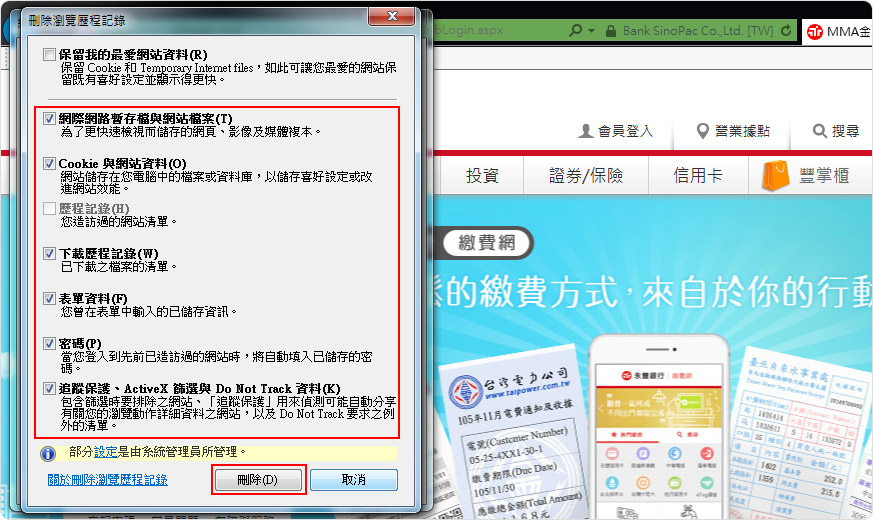 刪除瀏覽歷程記錄
保留我的最愛網站資料(R)
保留 Cookie 和 Temporary Internet files，如此可讓您最愛的網站保
留既有喜好設定並顯示得更快。
網際網路暫存檔與網站檔案(T)
為了更快速檢視而儲存的網頁、影像及媒體複本。
Cookie 與網站資料(O)
網站儲存在您電腦中的檔案或資料庫，以儲存喜好設定或改
進網站效能。
歷程記錄(H)
您造訪過的網站清單。
下載歷程記錄(W)
已下載之檔案的清單。
表單資料(F)
您曾在表單中輸入的已儲存資訊。
密碼(P)
當您登入到先前已造訪過的網站時，將自動填入已儲存的密
碼。
追蹤保護、ActiveX 篩選與 Do Not Track 資料(K)
包含篩選時要排除之網站、「追蹤保護」用來偵測可能自動分享
有關您的瀏覽動作詳細資料之網站，以及 Do Not Track 要求之例
外的清單。
部分設定是由系統管理員所管理。
關於刪除瀏覽歷程記錄
刪除(D)
取消
bLogin.aspx
Bank SinoPac Co.,Ltd. [TW]
MMA金
會員登入
營業據點
搜尋
投資
證券/保險
信用卡
豐掌櫃
繳費網
鬆的繳費方式，來自於你的行動
台灣電力公司
www.taipower.com.tw
105年11月電費通知及收據
電號(Customer Number)
05-25-4XX1-30-1
繳費期限(Due Date)
105/11/30
應繳總金額(Total Amount)
永豐銀行
繳費網
臺北自來水事業處